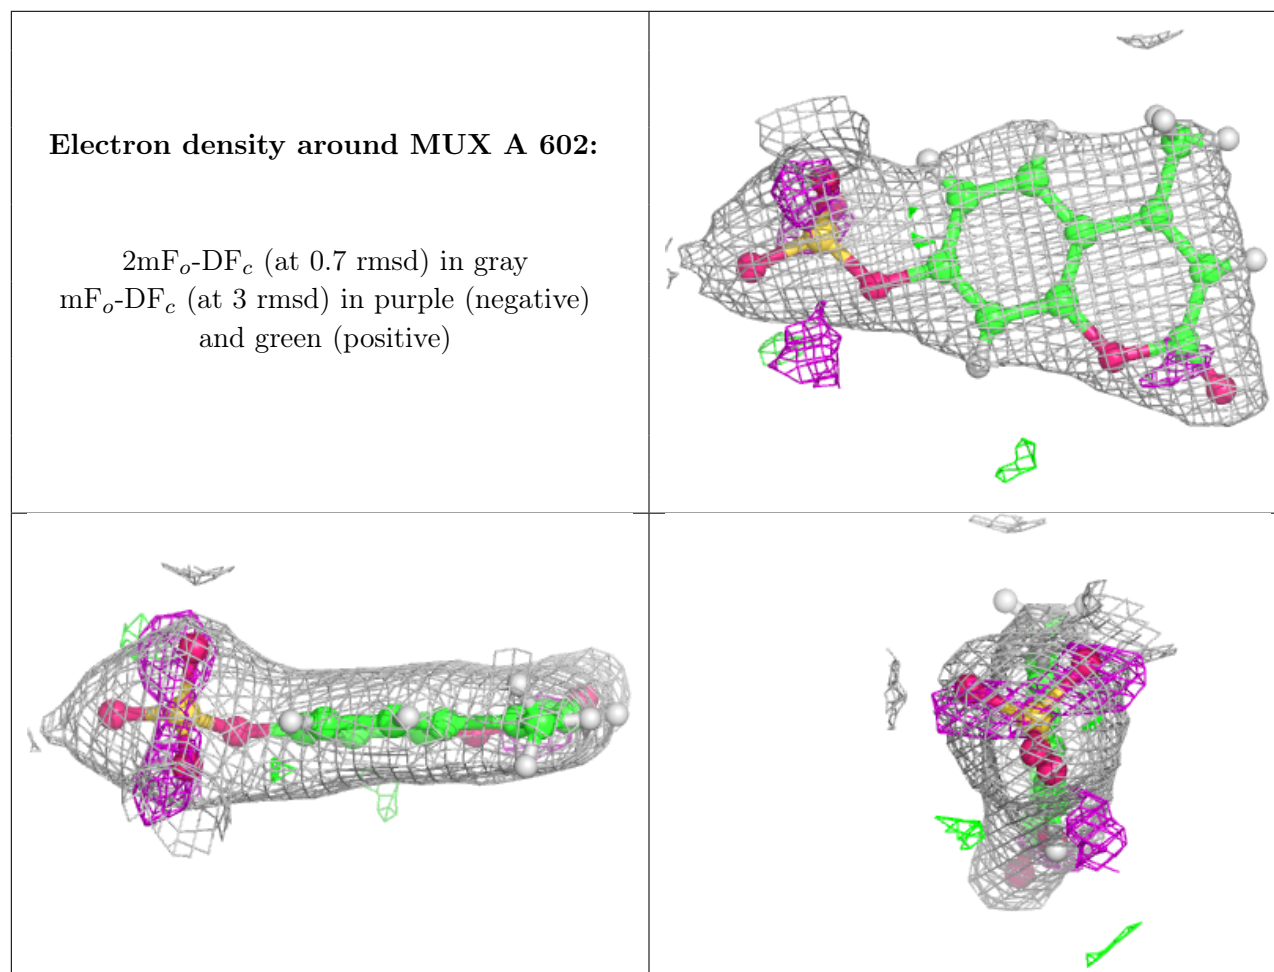 Electron density around MUX A 602:
2mFo-DFc (at 0.7 rmsd) in gray
mFo-DFc (at 3 rmsd) in purple (negative)
and green (positive)